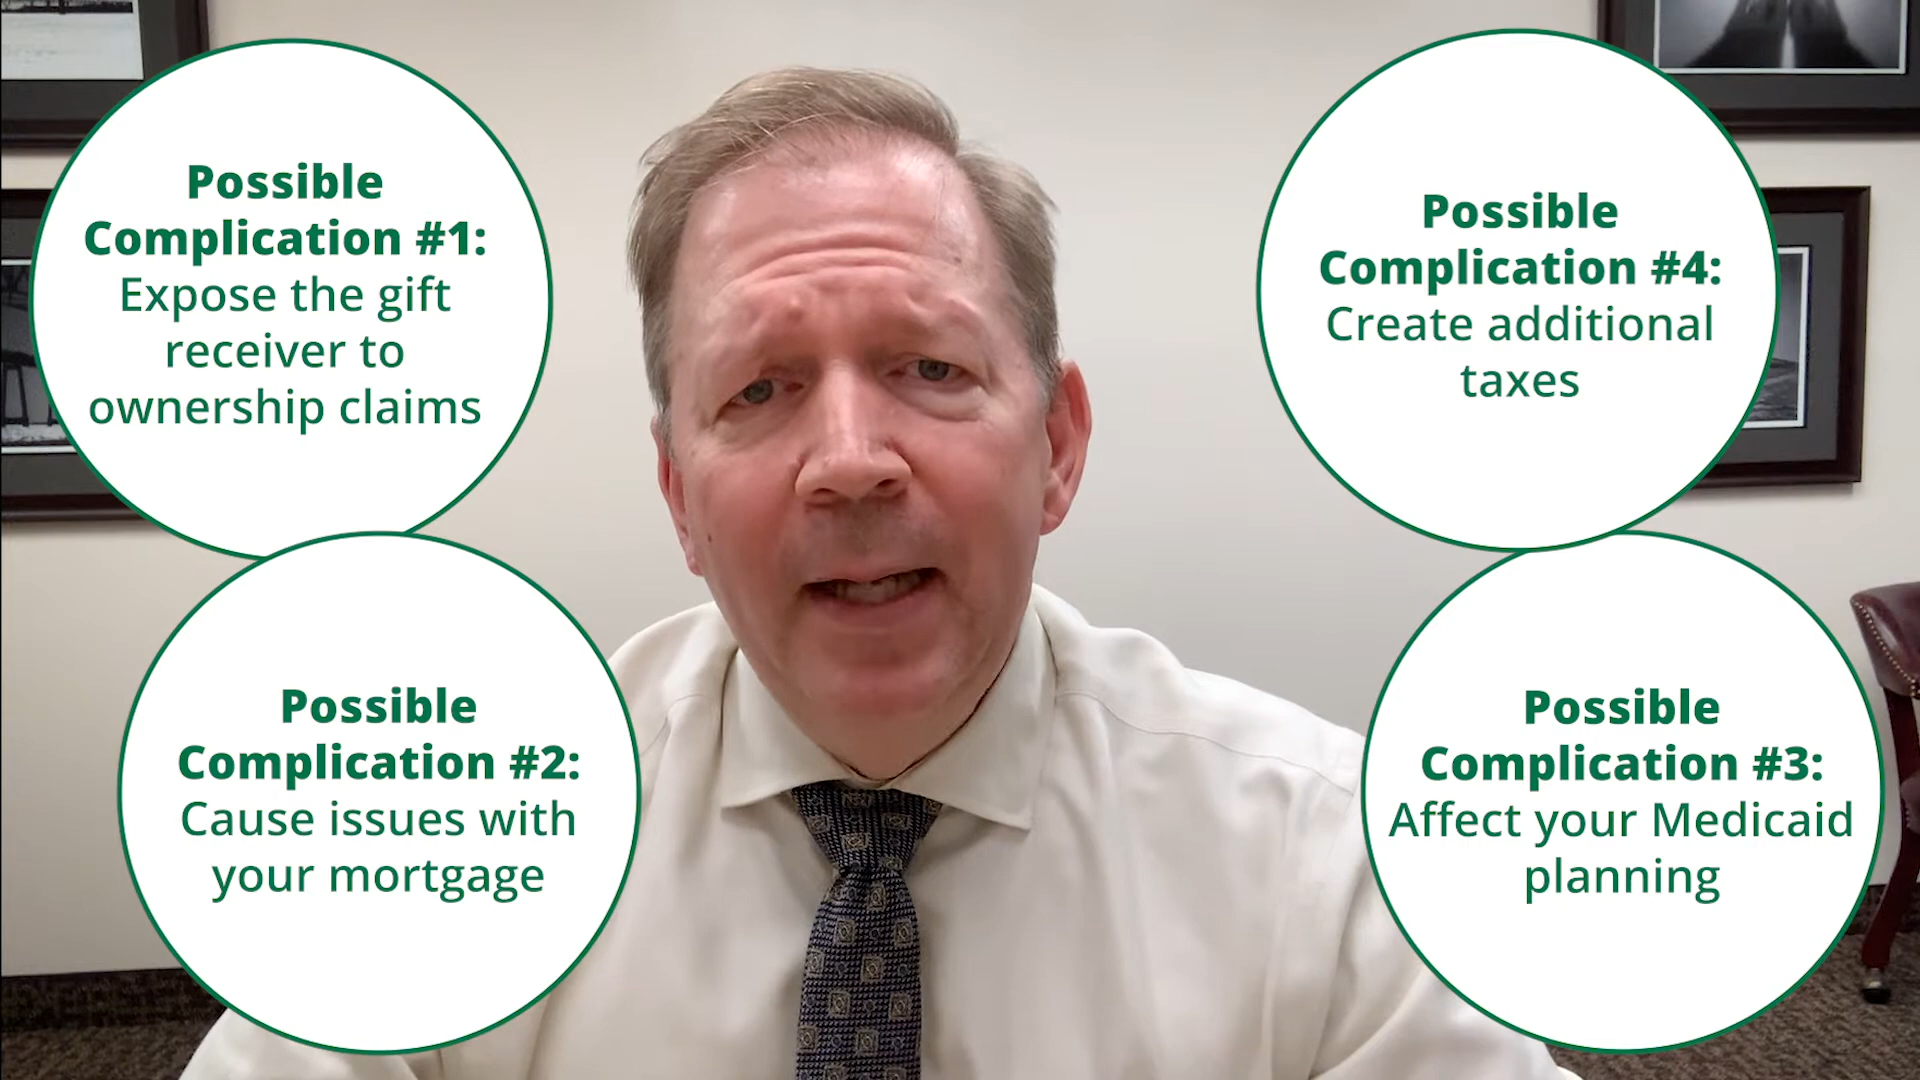 Possible
Complication #1:
Expose the gift
receiver to
ownership claims
Possible
Complication #2:
Cause issues with
your mortgage
Possible
Complication #4:
Create additional
taxes
Possible
Complication #3:
Affect your Medicaid
planning